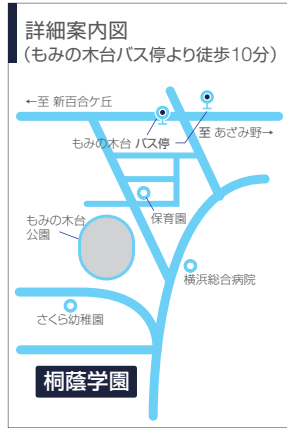 詳細案内図
(もみの木台バス停より徒歩10分)
←至 新百合ケ丘
もみの木台 バス停
至 あざみ野→
保育園
もみの木台
公園
横浜総合病院
さくら幼稚園
桐蔭学園